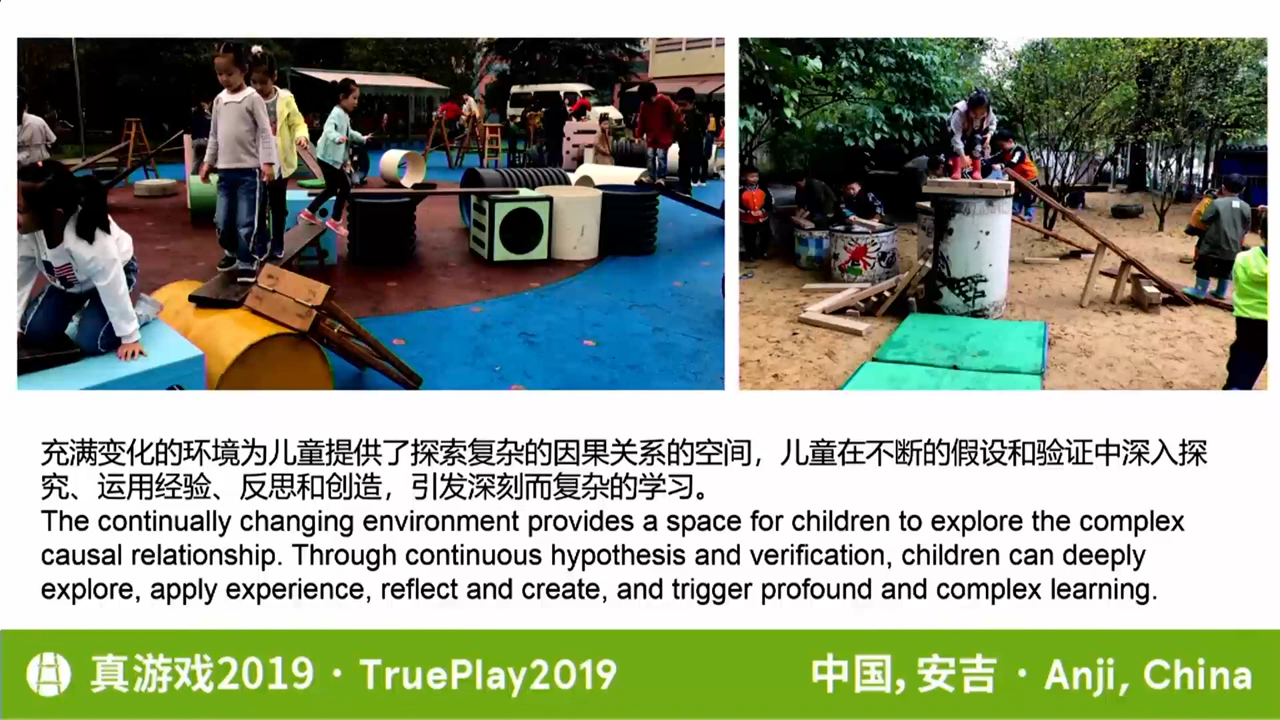 充满变化的环境为儿童提供了探索复杂的因果关系的空间，儿童在不断的假设和验证中深入探
究、运用经验、反思和创造，引发深刻而复杂的学习。
The continually changing environment provides a space for children to explore the complex
causal relationship. Through continuous hypothesis and verification, children can deeply
explore, apply experience, reflect and create, and trigger profound and complex learning.
真游戏2019 · TruePlay2019
中国, 安吉 · Anji, China